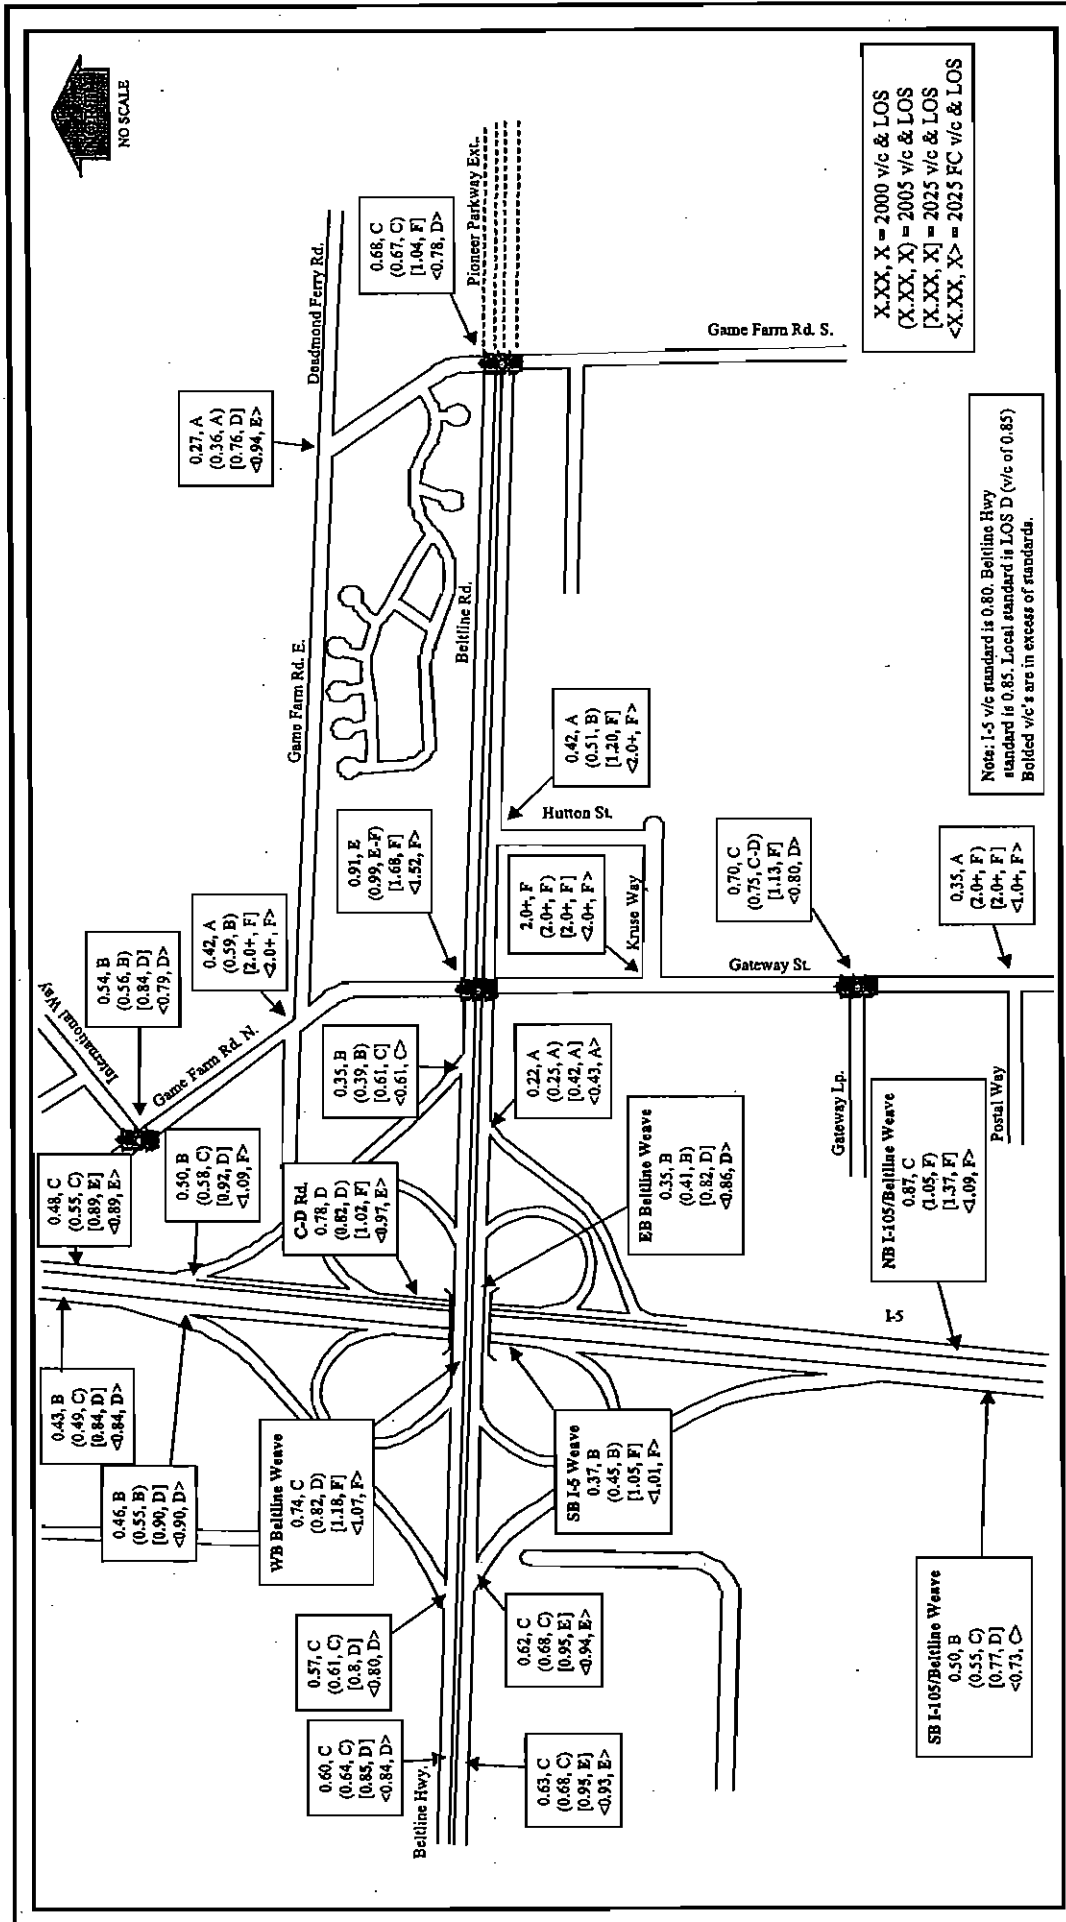 NO SCALE
0.68, C
(0.67, C)
[1.04, F]
<0.78, D>
Pioneer Parkway Ext.
Deadmond Ferry Rd.
0.27, A
(0.36, A)
[0.76, D]
<0.94, E>
Game Farm Rd. S.
X.XX, X = 2000 v/c & LOS
(X.XX, X) = 2005 v/c & LOS
[X.XX, X] = 2025 v/c & LOS
<X.XX, X> = 2025 FC v/c & LOS
Game Farm Rd. E.
Beltline Rd.
Note: I-5 v/c standard is 0.80. Beltline Hwy
standard is 0.85. Local standard is LOS D (v/c of 0.85)
Bolded v/c's are in excess of standards.
0.42, A
(0.51, B)
[1.20, F]
<2.0+, F>
Hutton St.
0.91, E
(0.99, E-F)
[1.68, F]
<1.52, F>
2.0+, F
(2.0+, F)
[2.0+, F]
<2.0+, F>
Kruse Way
0.70, C
(0.75, C-D)
[1.13, F]
<0.80, D>
0.35, A
(2.0+, F)
[2.0+, F]
<1.0+, F>
Gateway St.
0.42, A
(0.59, B)
[2.0+, F]
<2.0+, F>
0.54, B
(0.56, B)
[0.84, D]
<0.79, D>
International Way
Game Farm Rd. N.
0.35, B
(0.39, B)
[0.61, C]
<0.61, C>
0.22, A
(0.25, A)
[0.42, A]
<0.43, A>
Gateway Lp.
Postal Way
0.48, C
(0.55, C)
[0.89, E]
<0.89, E>
0.50, B
(0.58, C)
[0.92, D]
<1.09, F>
C-D Rd.
0.78, D
(0.82, D)
[1.02, F]
<0.97, E>
EB Beltline Weave
0.35, B
(0.41, B)
[0.82, D]
<0.86, D>
NB I-105/Beltline Weave
0.87, C
(1.05, F)
[1.37, F]
<1.09, F>
I-5
0.43, B
(0.49, C)
[0.84, D]
<0.84, D>
0.46, B
(0.55, B)
[0.90, D]
<0.90, D>
WB Beltline Weave
0.74, C
(0.82, D)
[1.18, F]
<1.07, F>
SB I-5 Weave
0.37, B
(0.45, B)
[1.05, F]
<1.01, F>
0.57, C
(0.61, C)
[0.8, D]
<0.80, D>
0.62, C
(0.68, C)
[0.95, E]
<0.94, E>
SB I-105/Beltline Weave
0.50, B
(0.55, C)
[0.77, D]
<0.73, C>
0.60, C
(0.64, C)
[0.85, D]
<0.84, D>
0.63, C
(0.68, C)
[0.95, E]
<0.93, E>
Beltline Hwy.